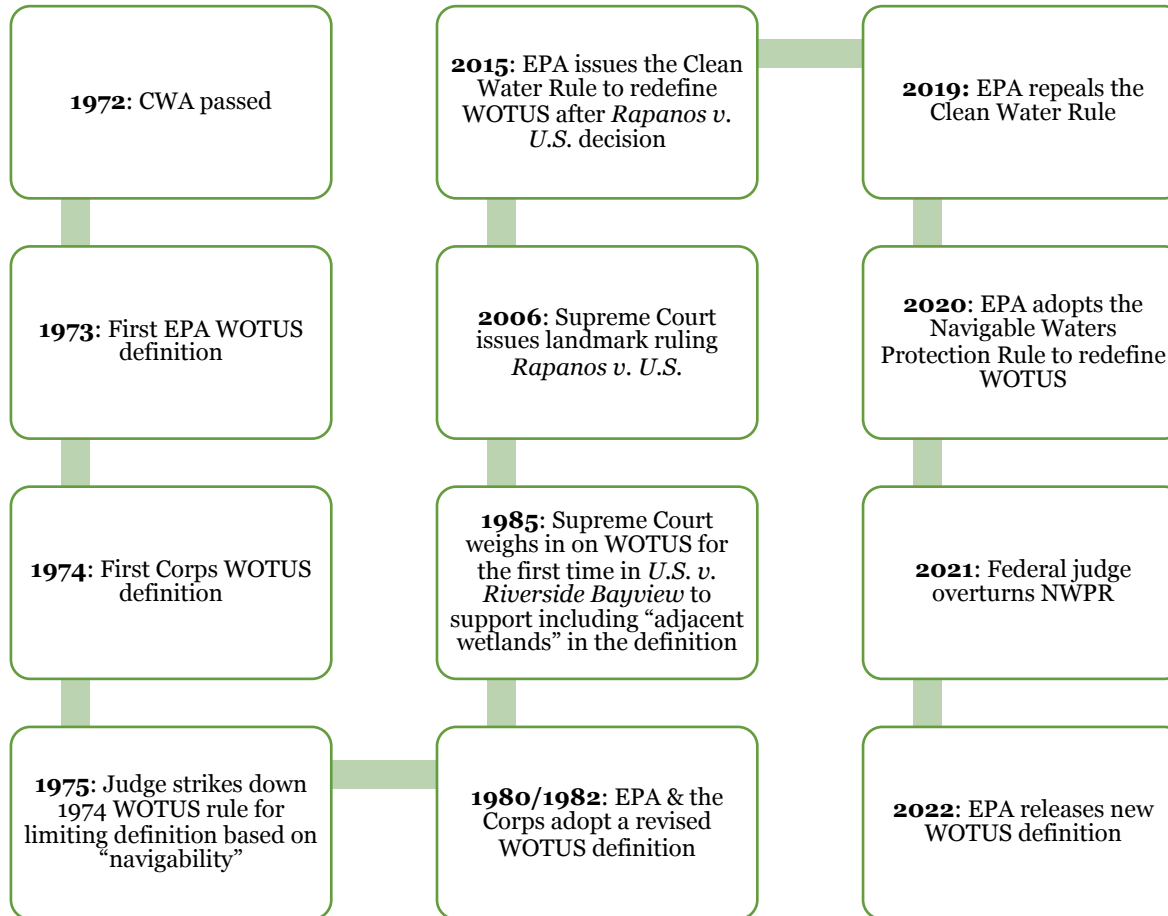 1972: CWA passed
1973: First EPA WOTUS
definition
1974: First Corps WOTUS
definition
1975: Judge strikes down
1974 WOTUS rule for
limiting definition based on
“navigability”
1980/1982: EPA & the
Corps adopt a revised
WOTUS definition
1985: Supreme Court
weighs in on WOTUS for
the first time in U.S. v.
Riverside Bayview to
support including “adjacent
wetlands” in the definition
2006: Supreme Court
issues landmark ruling
Rapanos v. U.S.
2015: EPA issues the Clean
Water Rule to redefine
WOTUS after Rapanos v.
U.S. decision
2019: EPA repeals the
Clean Water Rule
2020: EPA adopts the
Navigable Waters
Protection Rule to redefine
WOTUS
2021: Federal judge
overturns NWPR
2022: EPA releases new
WOTUS definition